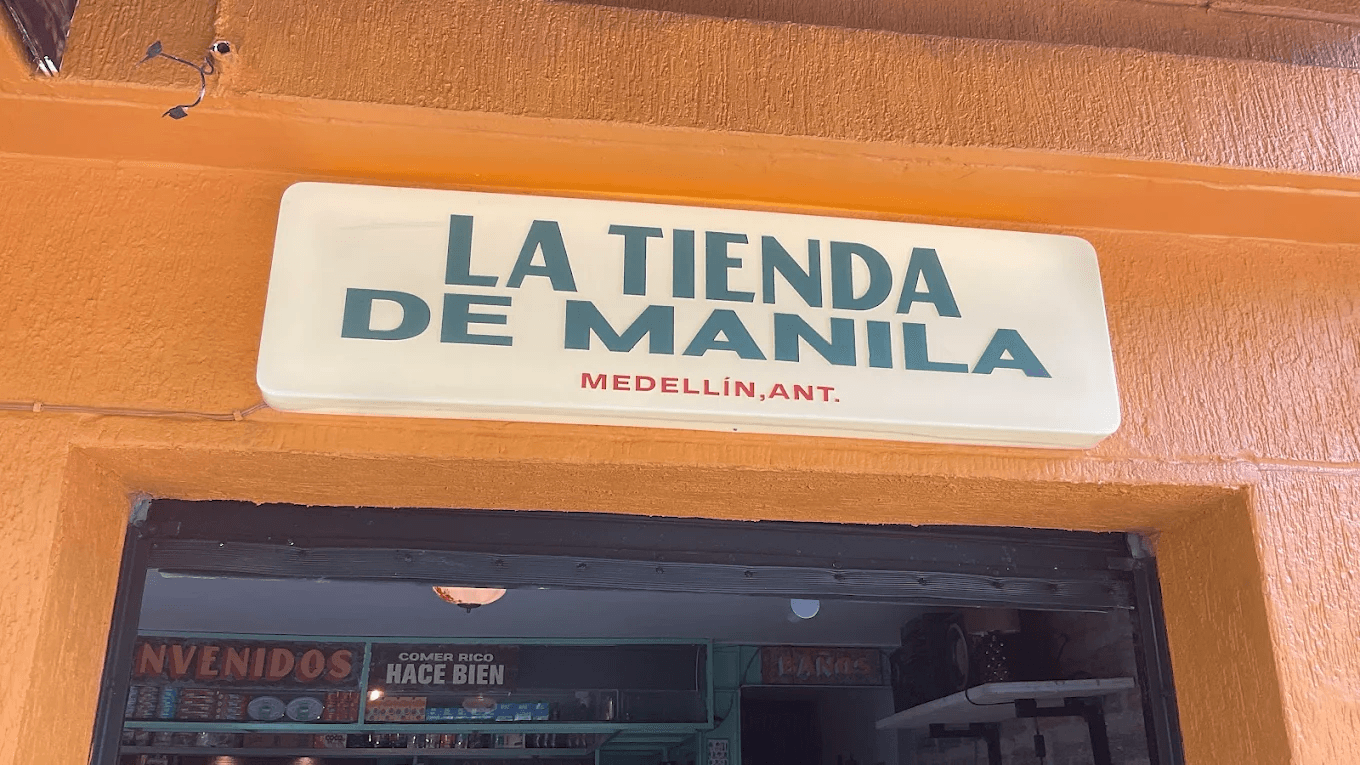 LA TIENDA
DE MANILA
MEDELLÍN, ANT.
NVENIDOS
COMER RICO
HACE BIEN
BAÑOS